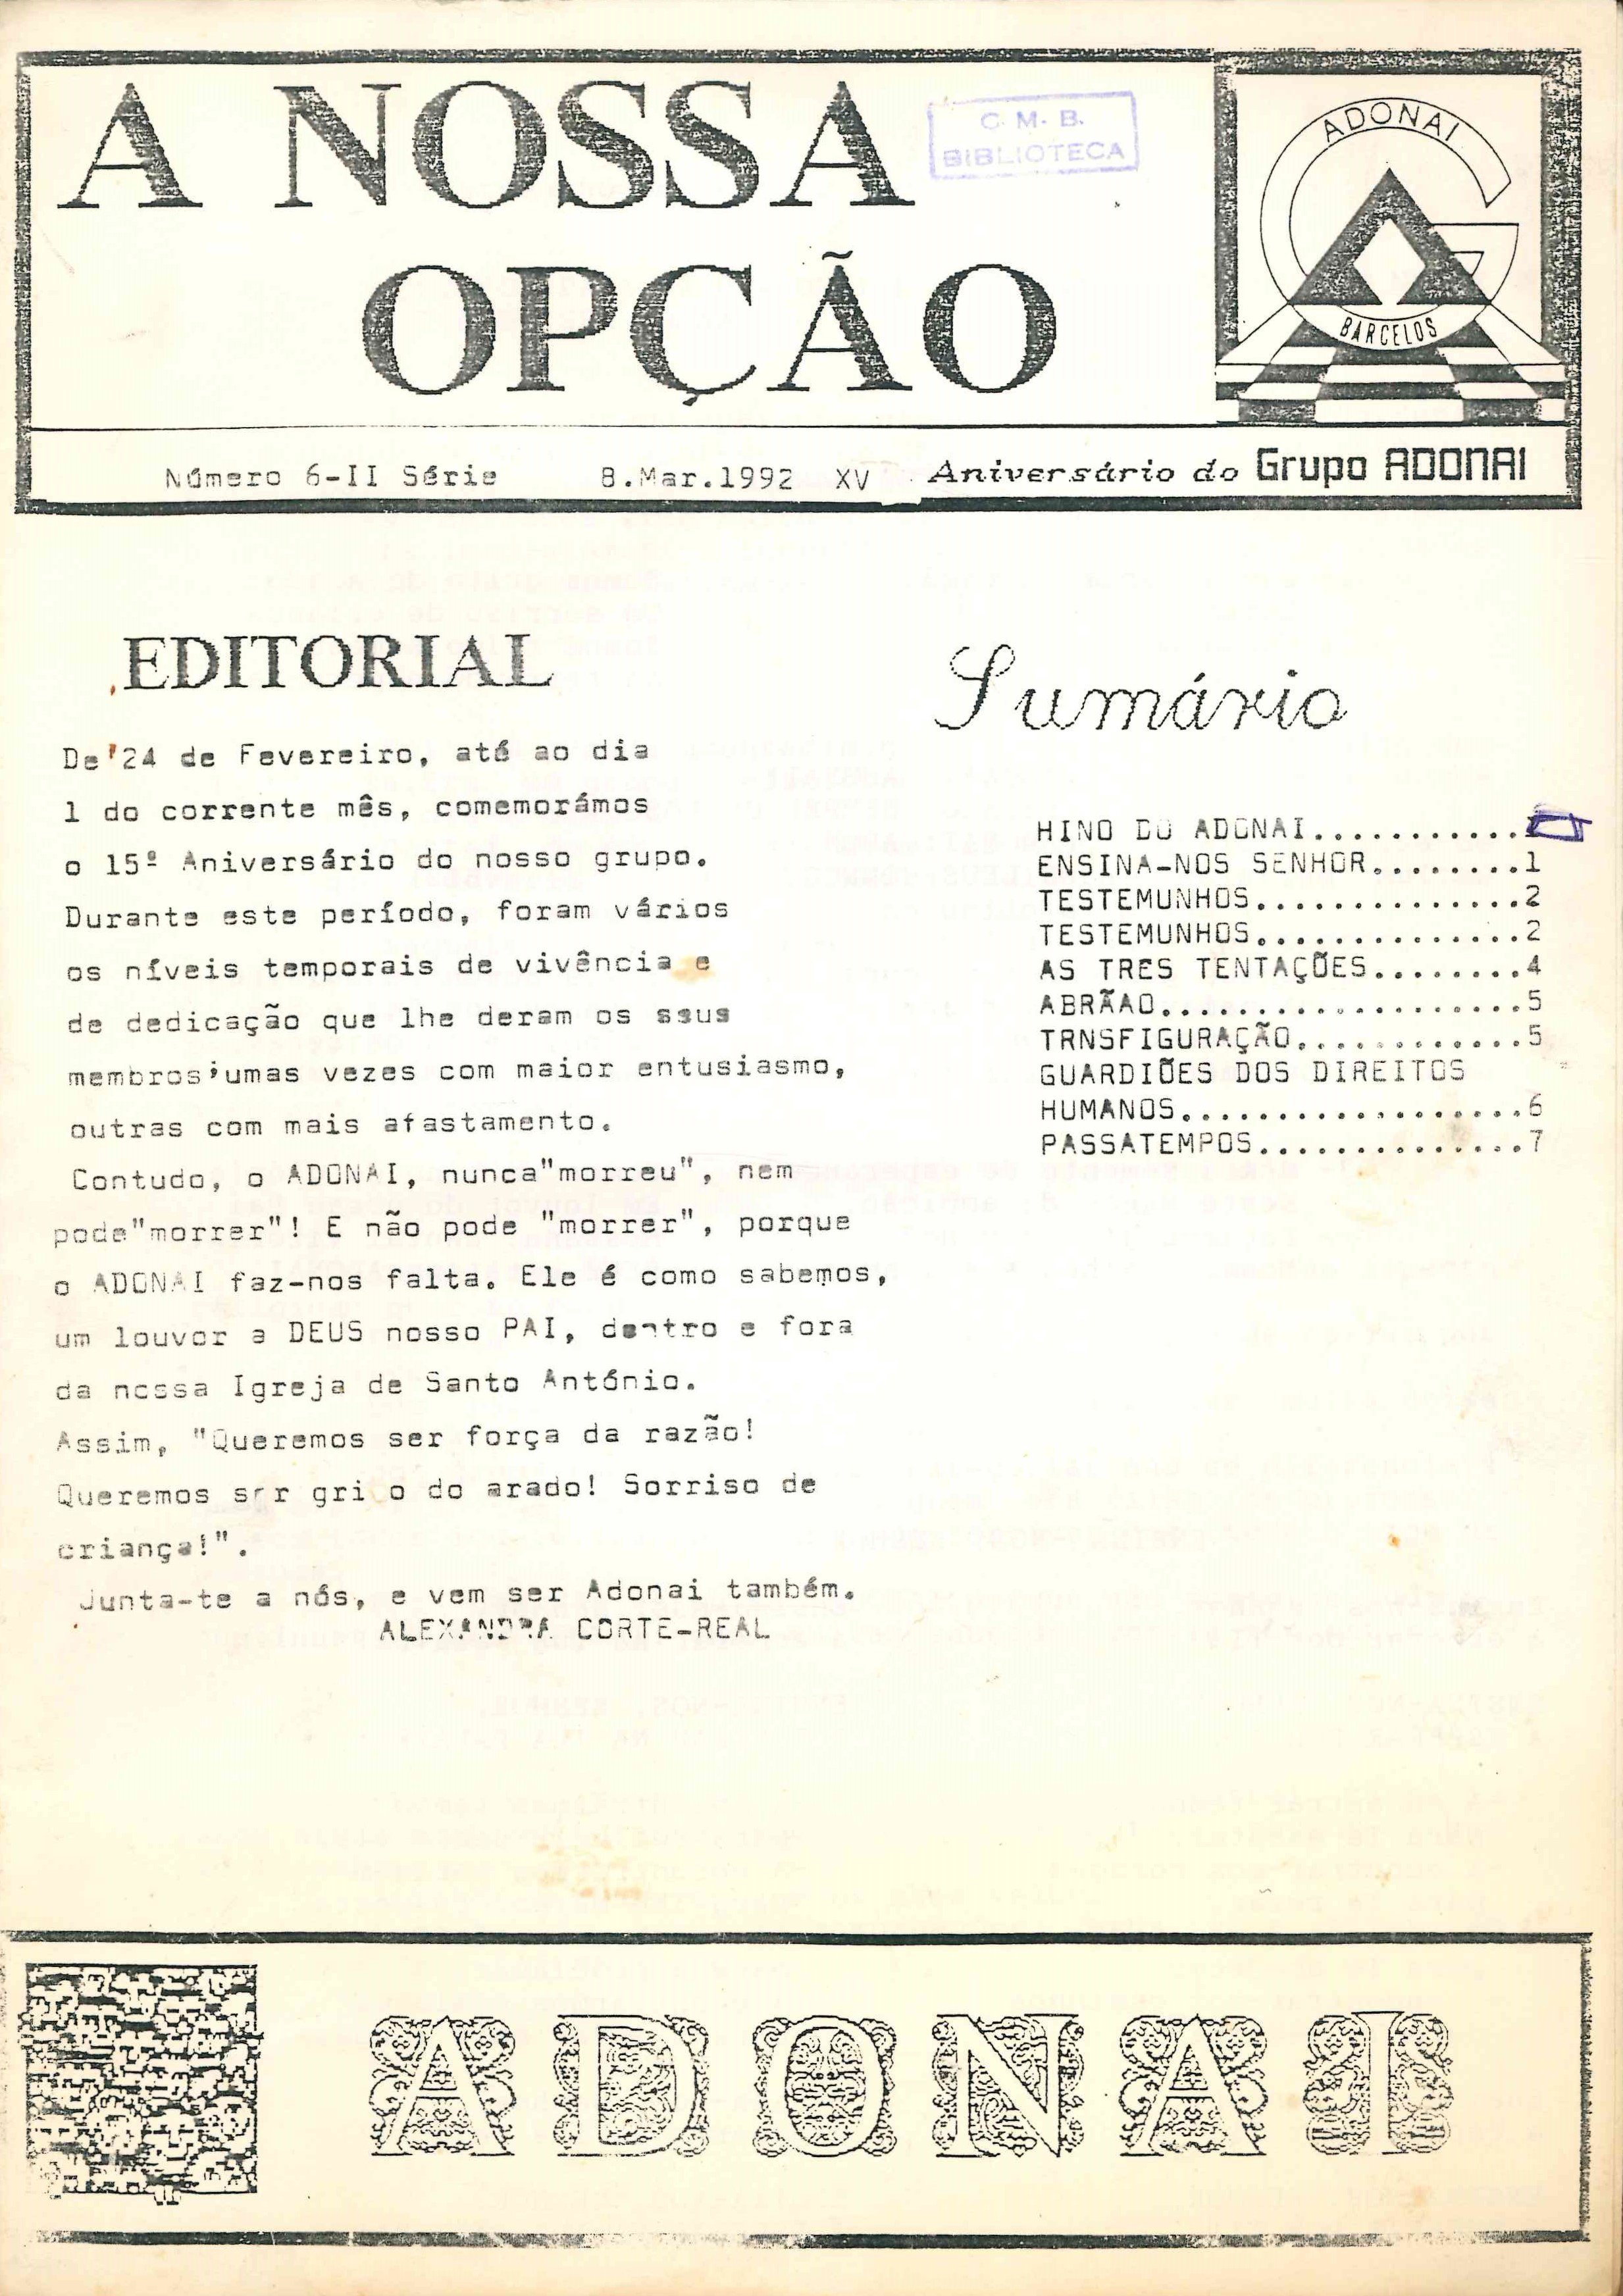 A NOSSA
OPÇÃO
C. M. B.
BIBLIOTECA
ADONAI
G
BARCELOS
Número 6-II Série 8.Mar.1992 XV Aniversário do Grupo ADONAI
EDITORIAL
De 24 de Fevereiro, até ao dia
1 do corrente mês, comemorámos
o 15º Aniversário do nosso grupo.
Durante este período, foram vários
os níveis temporais de vivência e
de dedicação que lhe deram os seus
membros,umas vezes com maior entusiasmo,
outras com mais afastamento.
Contudo, o ADONAI, nunca"morreu", nem
pode"morrer"! E não pode "morrer", porque
o ADONAI faz-nos falta. Ele é como sabemos,
um louvor a DEUS nosso PAI, dentro e fora
da nossa Igreja de Santo António.
Assim, "Queremos ser força da razão!
Queremos ser gri o do arado! Sorriso de
criança!".
Junta-te a nós, e vem ser Adonai também.
ALEXANDRA CORTE-REAL
Sumário
HINO DO ADONAI...........
ENSINA-NOS SENHOR........1
TESTEMUNHOS..............2
TESTEMUNHOS..............2
AS TRES TENTAÇÕES........4
ABRÃAO...................5
TRNSFIGURAÇÃO............5
GUARDIÕES DOS DIREITOS
HUMANOS..................6
PASSATEMPOS..............7
ADONAI